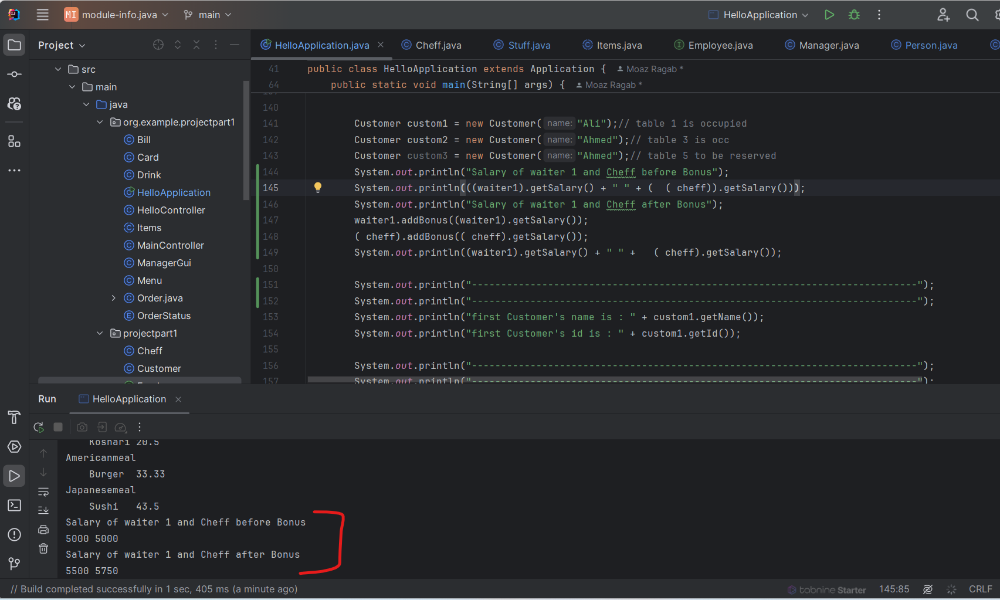 MI module-info.java main HelloApplication
Project
HelloApplication.java Cheff.java Stuff.java Items.java Employee.java Manager.java Person.java
src
main
java
org.example.projectpart1
Bill
Card
Drink
HelloApplication
HelloController
Items
MainController
ManagerGui
Menu
Order.java
OrderStatus
projectpart1
Cheff
Customer
41 public class HelloApplication extends Application { Moaz Ragab *
64 public static void main(String[] args) { Moaz Ragab *
140
141 Customer custom1 = new Customer( name: "Ali");// table 1 is occupied
142 Customer custom2 = new Customer( name: "Ahmed");// table 3 is occ
143 Customer custom3 = new Customer( name: "Ahmed");// table 5 to be reserved
144 System.out.println("Salary of waiter 1 and Cheff before Bonus");
145 System.out.println(((waiter1).getSalary() + " " + (  ( cheff)).getSalary()));
146 System.out.println("Salary of waiter 1 and Cheff after Bonus");
147 waiter1.addBonus((waiter1).getSalary());
148 ( cheff).addBonus(( cheff).getSalary());
149 System.out.println((waiter1).getSalary() + " " +   ( cheff).getSalary());
150
151 System.out.println("----------------------------------------------------------------------------");
152 System.out.println("----------------------------------------------------------------------------");
153 System.out.println("first Customer's name is : " + custom1.getName());
154 System.out.println("first Customer's id is : " + custom1.getId());
155
156 System.out.println("----------------------------------------------------------------------------");
157 System.out.println("----------------------------------------------------------------------------");
Run HelloApplication
Koshari 20.5
Americanmeal
Burger  33.33
Japanesemeal
Sushi   43.5
Salary of waiter 1 and Cheff before Bonus
5000 5000
Salary of waiter 1 and Cheff after Bonus
5500 5750
// Build completed successfully in 1 sec, 405 ms (a minute ago)
tabnine Starter 145:85 CRLF